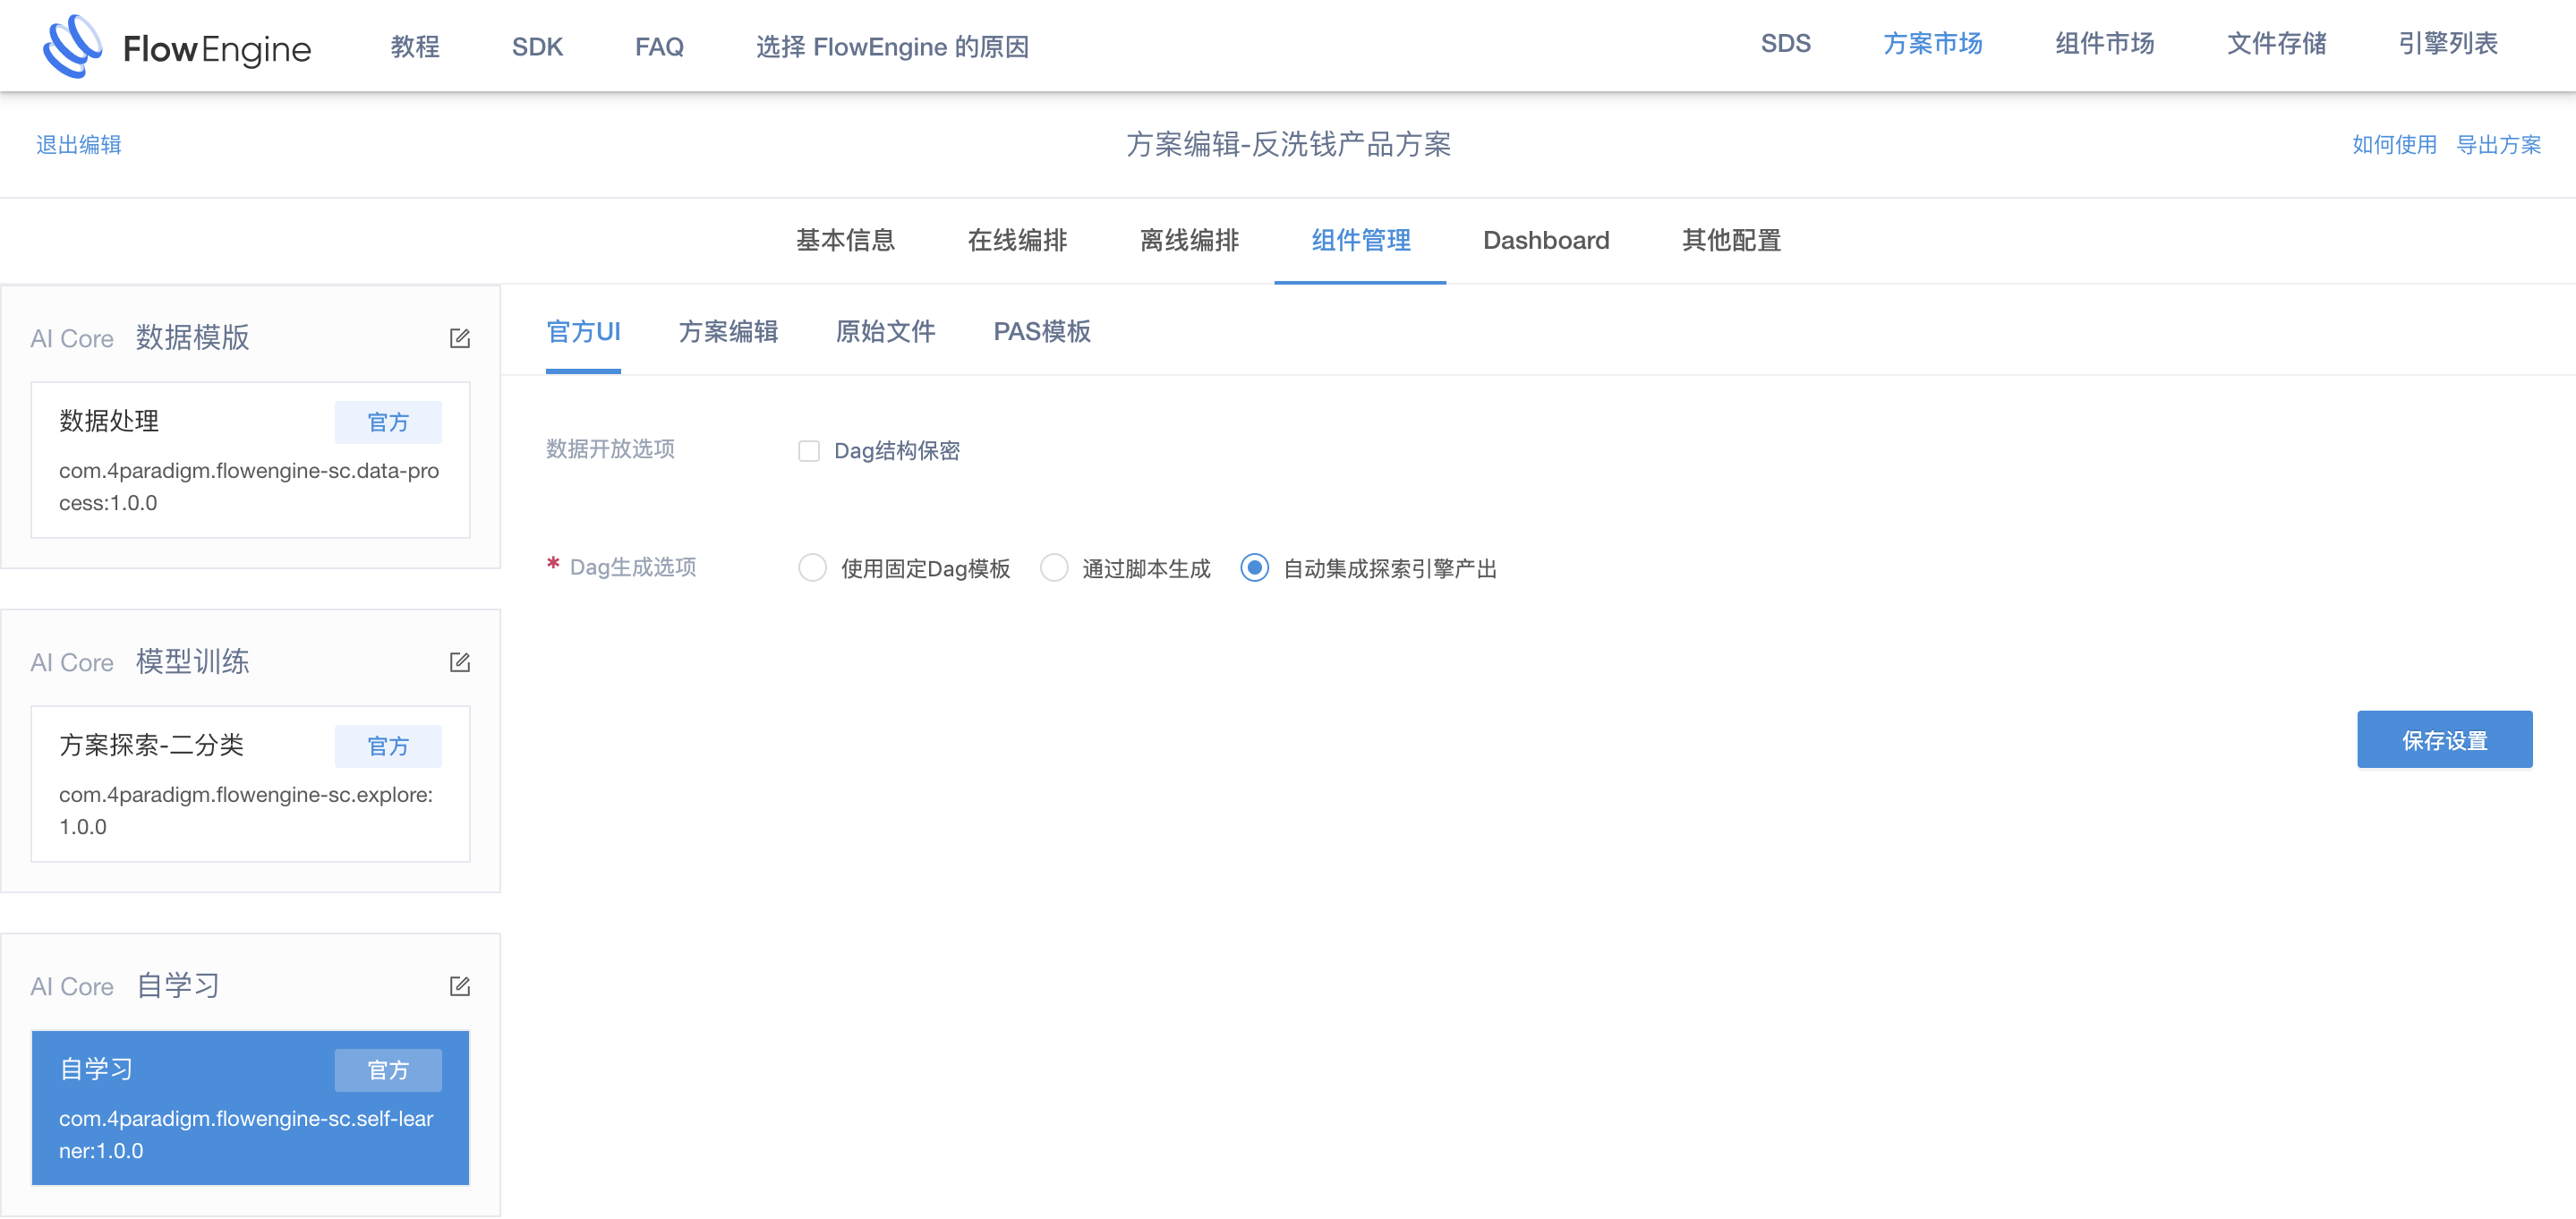 FlowEngine 教程 SDK FAQ 选择 FlowEngine 的原因 SDS 方案市场 组件市场 文件存储 引擎列表
退出编辑 方案编辑-反洗钱产品方案 如何使用 导出方案
基本信息 在线编排 离线编排 组件管理 Dashboard 其他配置
AI Core 数据模版
数据处理 官方
com.4paradigm.flowengine-sc.data-pro
cess:1.0.0
AI Core 模型训练
方案探索-二分类 官方
com.4paradigm.flowengine-sc.explore:
1.0.0
AI Core 自学习
自学习 官方
com.4paradigm.flowengine-sc.self-lear
ner:1.0.0
官方UI 方案编辑 原始文件 PAS模板
数据开放选项 Dag结构保密
* Dag生成选项 使用固定Dag模板 通过脚本生成 自动集成探索引擎产出
保存设置